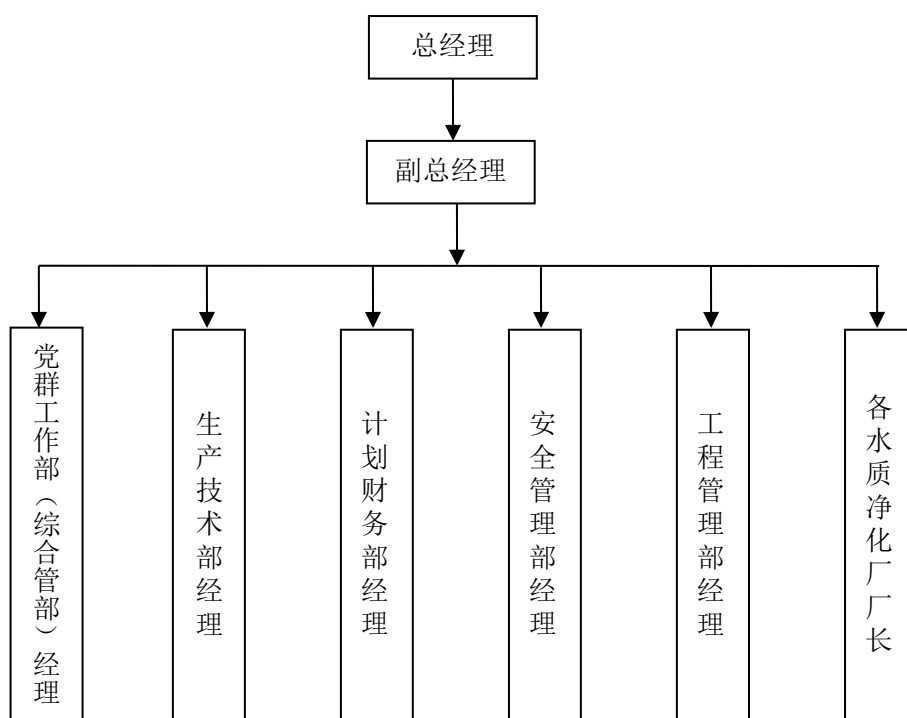 总经理
副总经理
党群工作部（综合管部）经理
生产技术部经理
计划财务部经理
安全管理部经理
工程管理部经理
各水质净化厂厂长